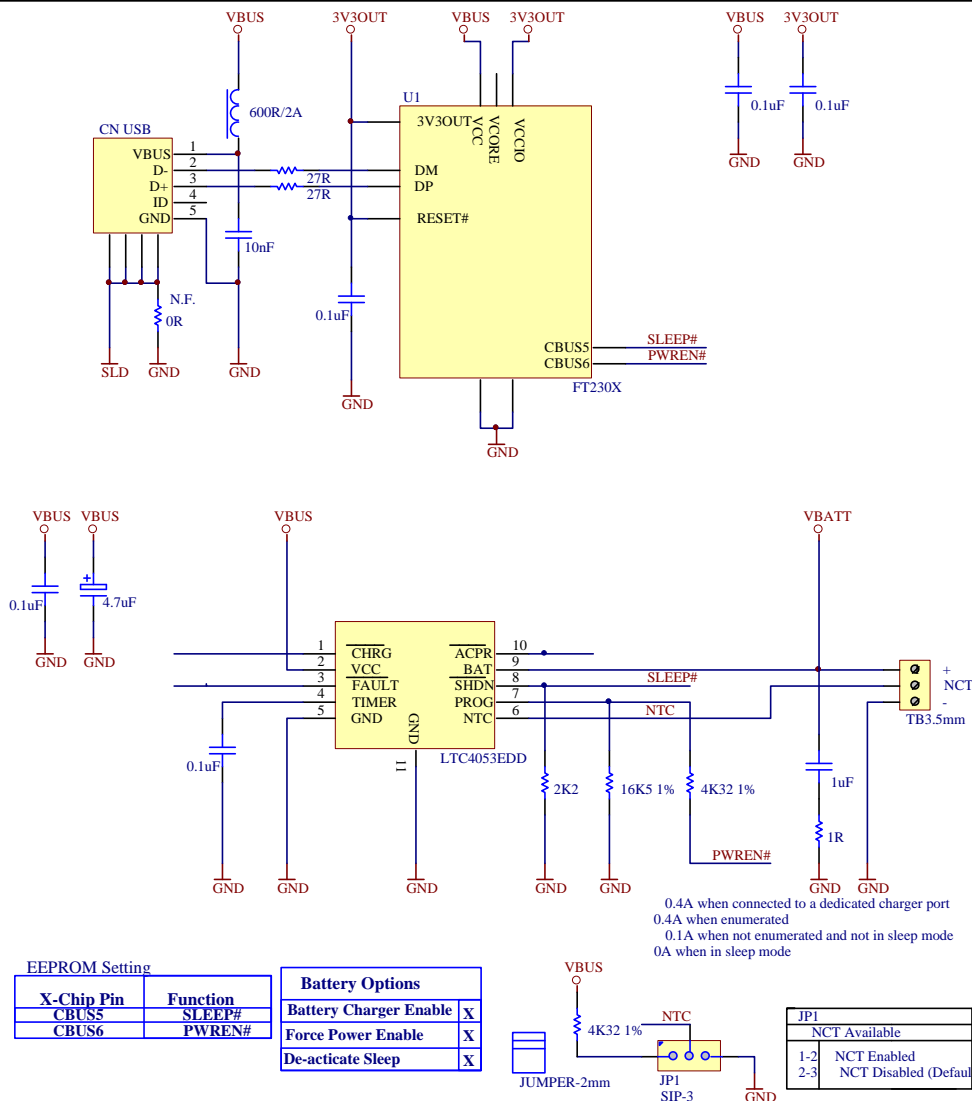 VBUS
3V3OUT
VBUS
3V3OUT
VBUS
3V3OUT
600R/2A
0.1uF
0.1uF
GND
GND
CN USB
VBUS 1
D- 2
D+ 3
ID 4
GND 5
27R
27R
10nF
N.F.
0R
SLD
GND
GND
0.1uF
GND
U1
3V3OUT
VCC
VCORE
VCCIO
DM
DP
RESET#
CBUS5
CBUS6
SLEEP#
PWREN#
FT230X
GND
VBUS
VBUS
VBUS
VBATT
0.1uF
+
4.7uF
GND
GND
1 CHRG
2 VCC
3 FAULT
4 TIMER
5 GND
GND
11
ACPR 10
BAT 9
SHDN 8
PROG 7
NTC 6
LTC4053EDD
SLEEP#
NTC
+
NCT
-
TB3.5mm
0.1uF
2K2
16K5 1%
4K32 1%
1uF
1R
PWREN#
GND
GND
GND
GND
GND
GND
GND
0.4A when connected to a dedicated charger port
0.4A when enumerated
0.1A when not enumerated and not in sleep mode
0A when in sleep mode
EEPROM Setting
X-Chip Pin Function
CBUS5 SLEEP#
CBUS6 PWREN#
Battery Options
Battery Charger Enable X
Force Power Enable X
De-acticate Sleep X
JUMPER-2mm
VBUS
4K32 1%
NTC
JP1
SIP-3
GND
JP1
NCT Available
1-2 NCT Enabled
2-3 NCT Disabled (Defaul